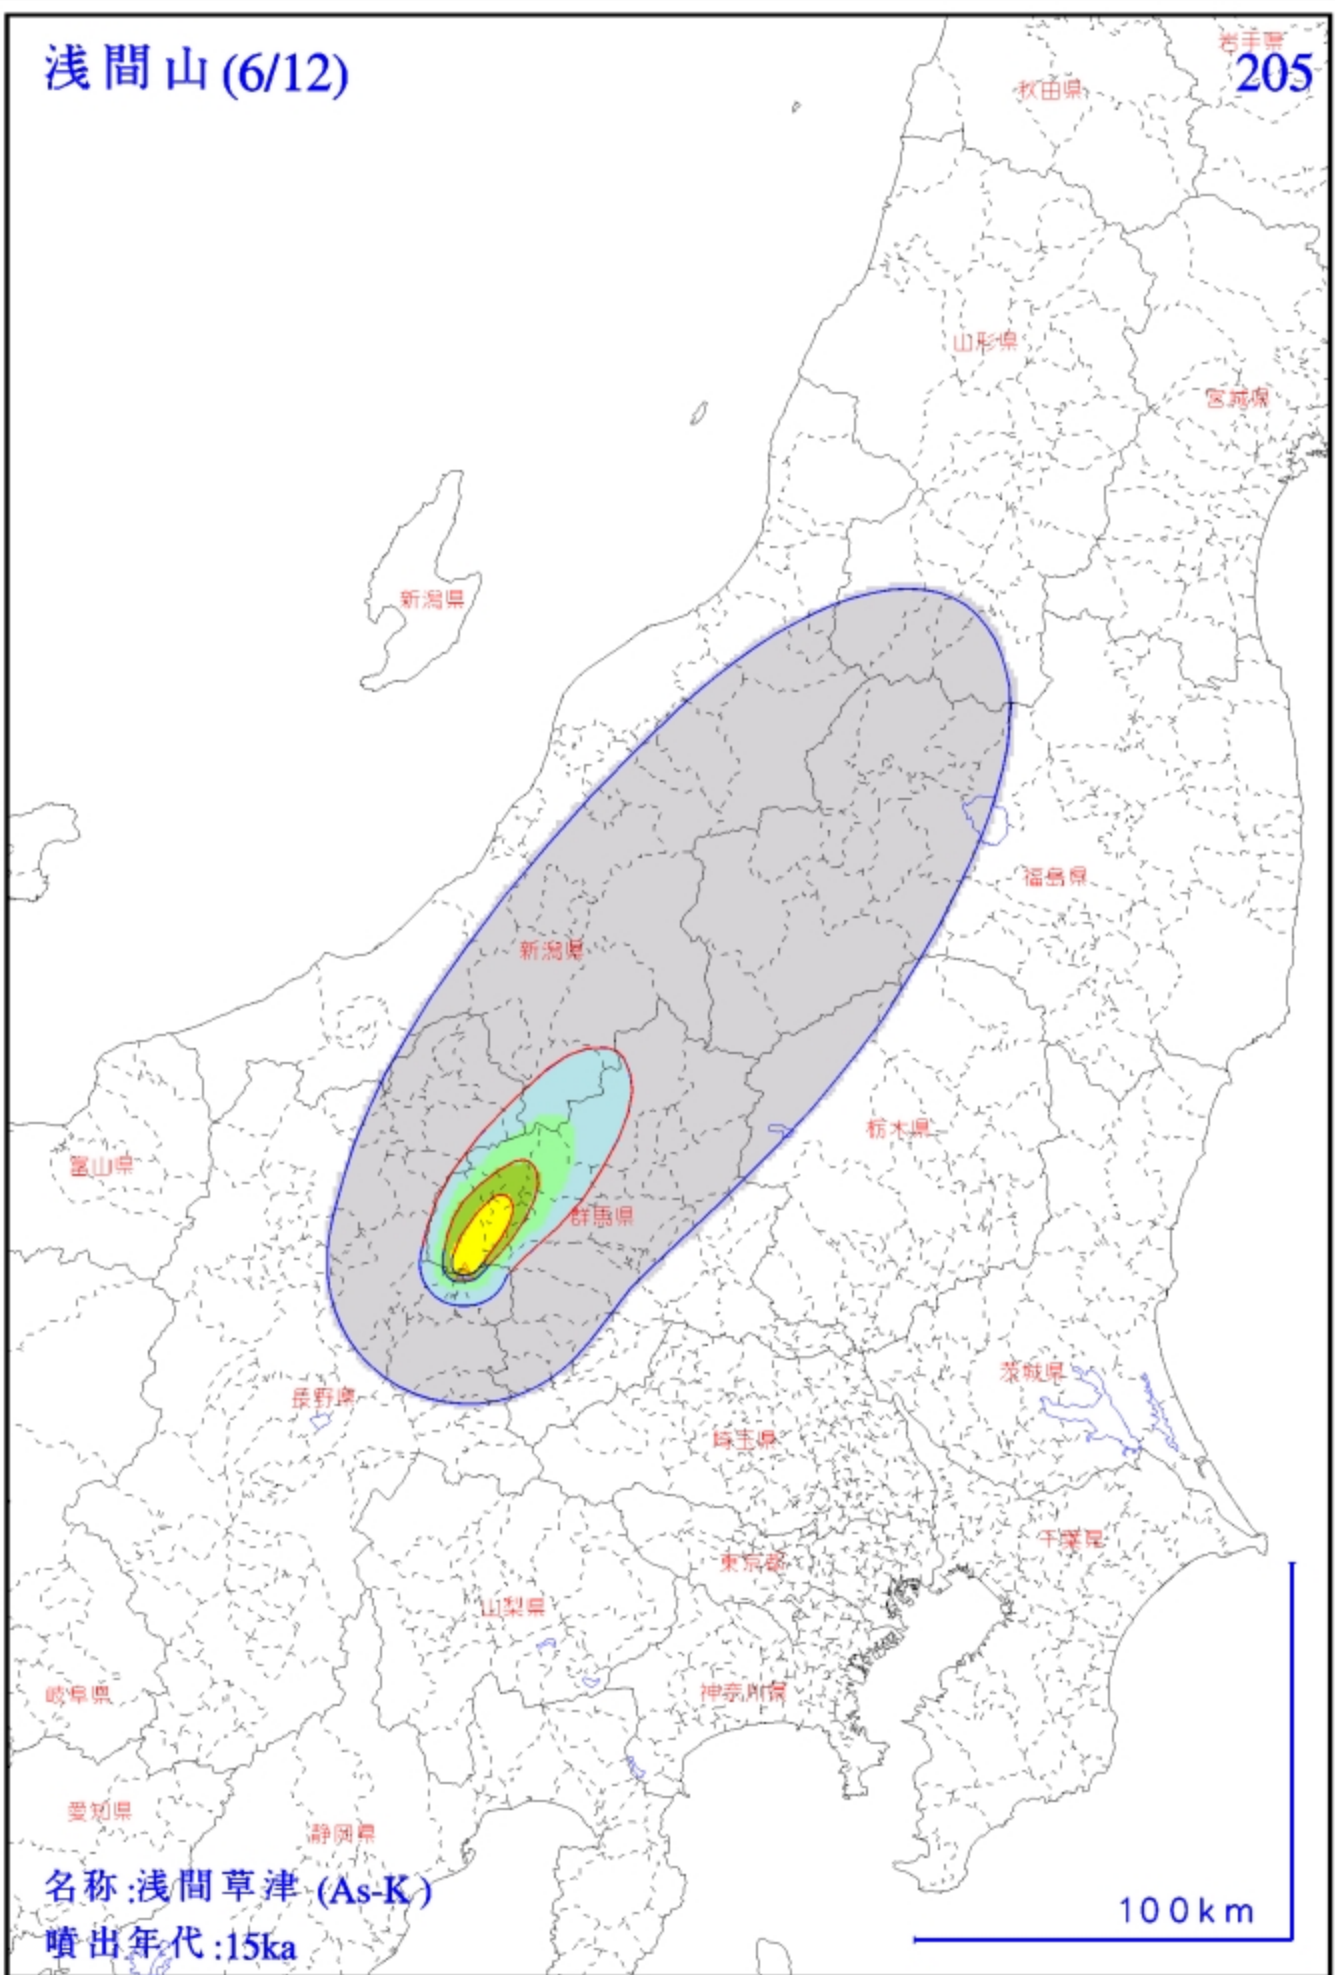 浅間山(6/12)
205
岩手県
秋田県
山形県
宮城県
新潟県
福島県
新潟県
栃木県
富山県
群馬県
茨城県
長野県
埼玉県
千葉県
東京都
山梨県
神奈川県
岐阜県
愛知県
静岡県
名称:浅間草津(As-K)
噴出年代:15ka
100km